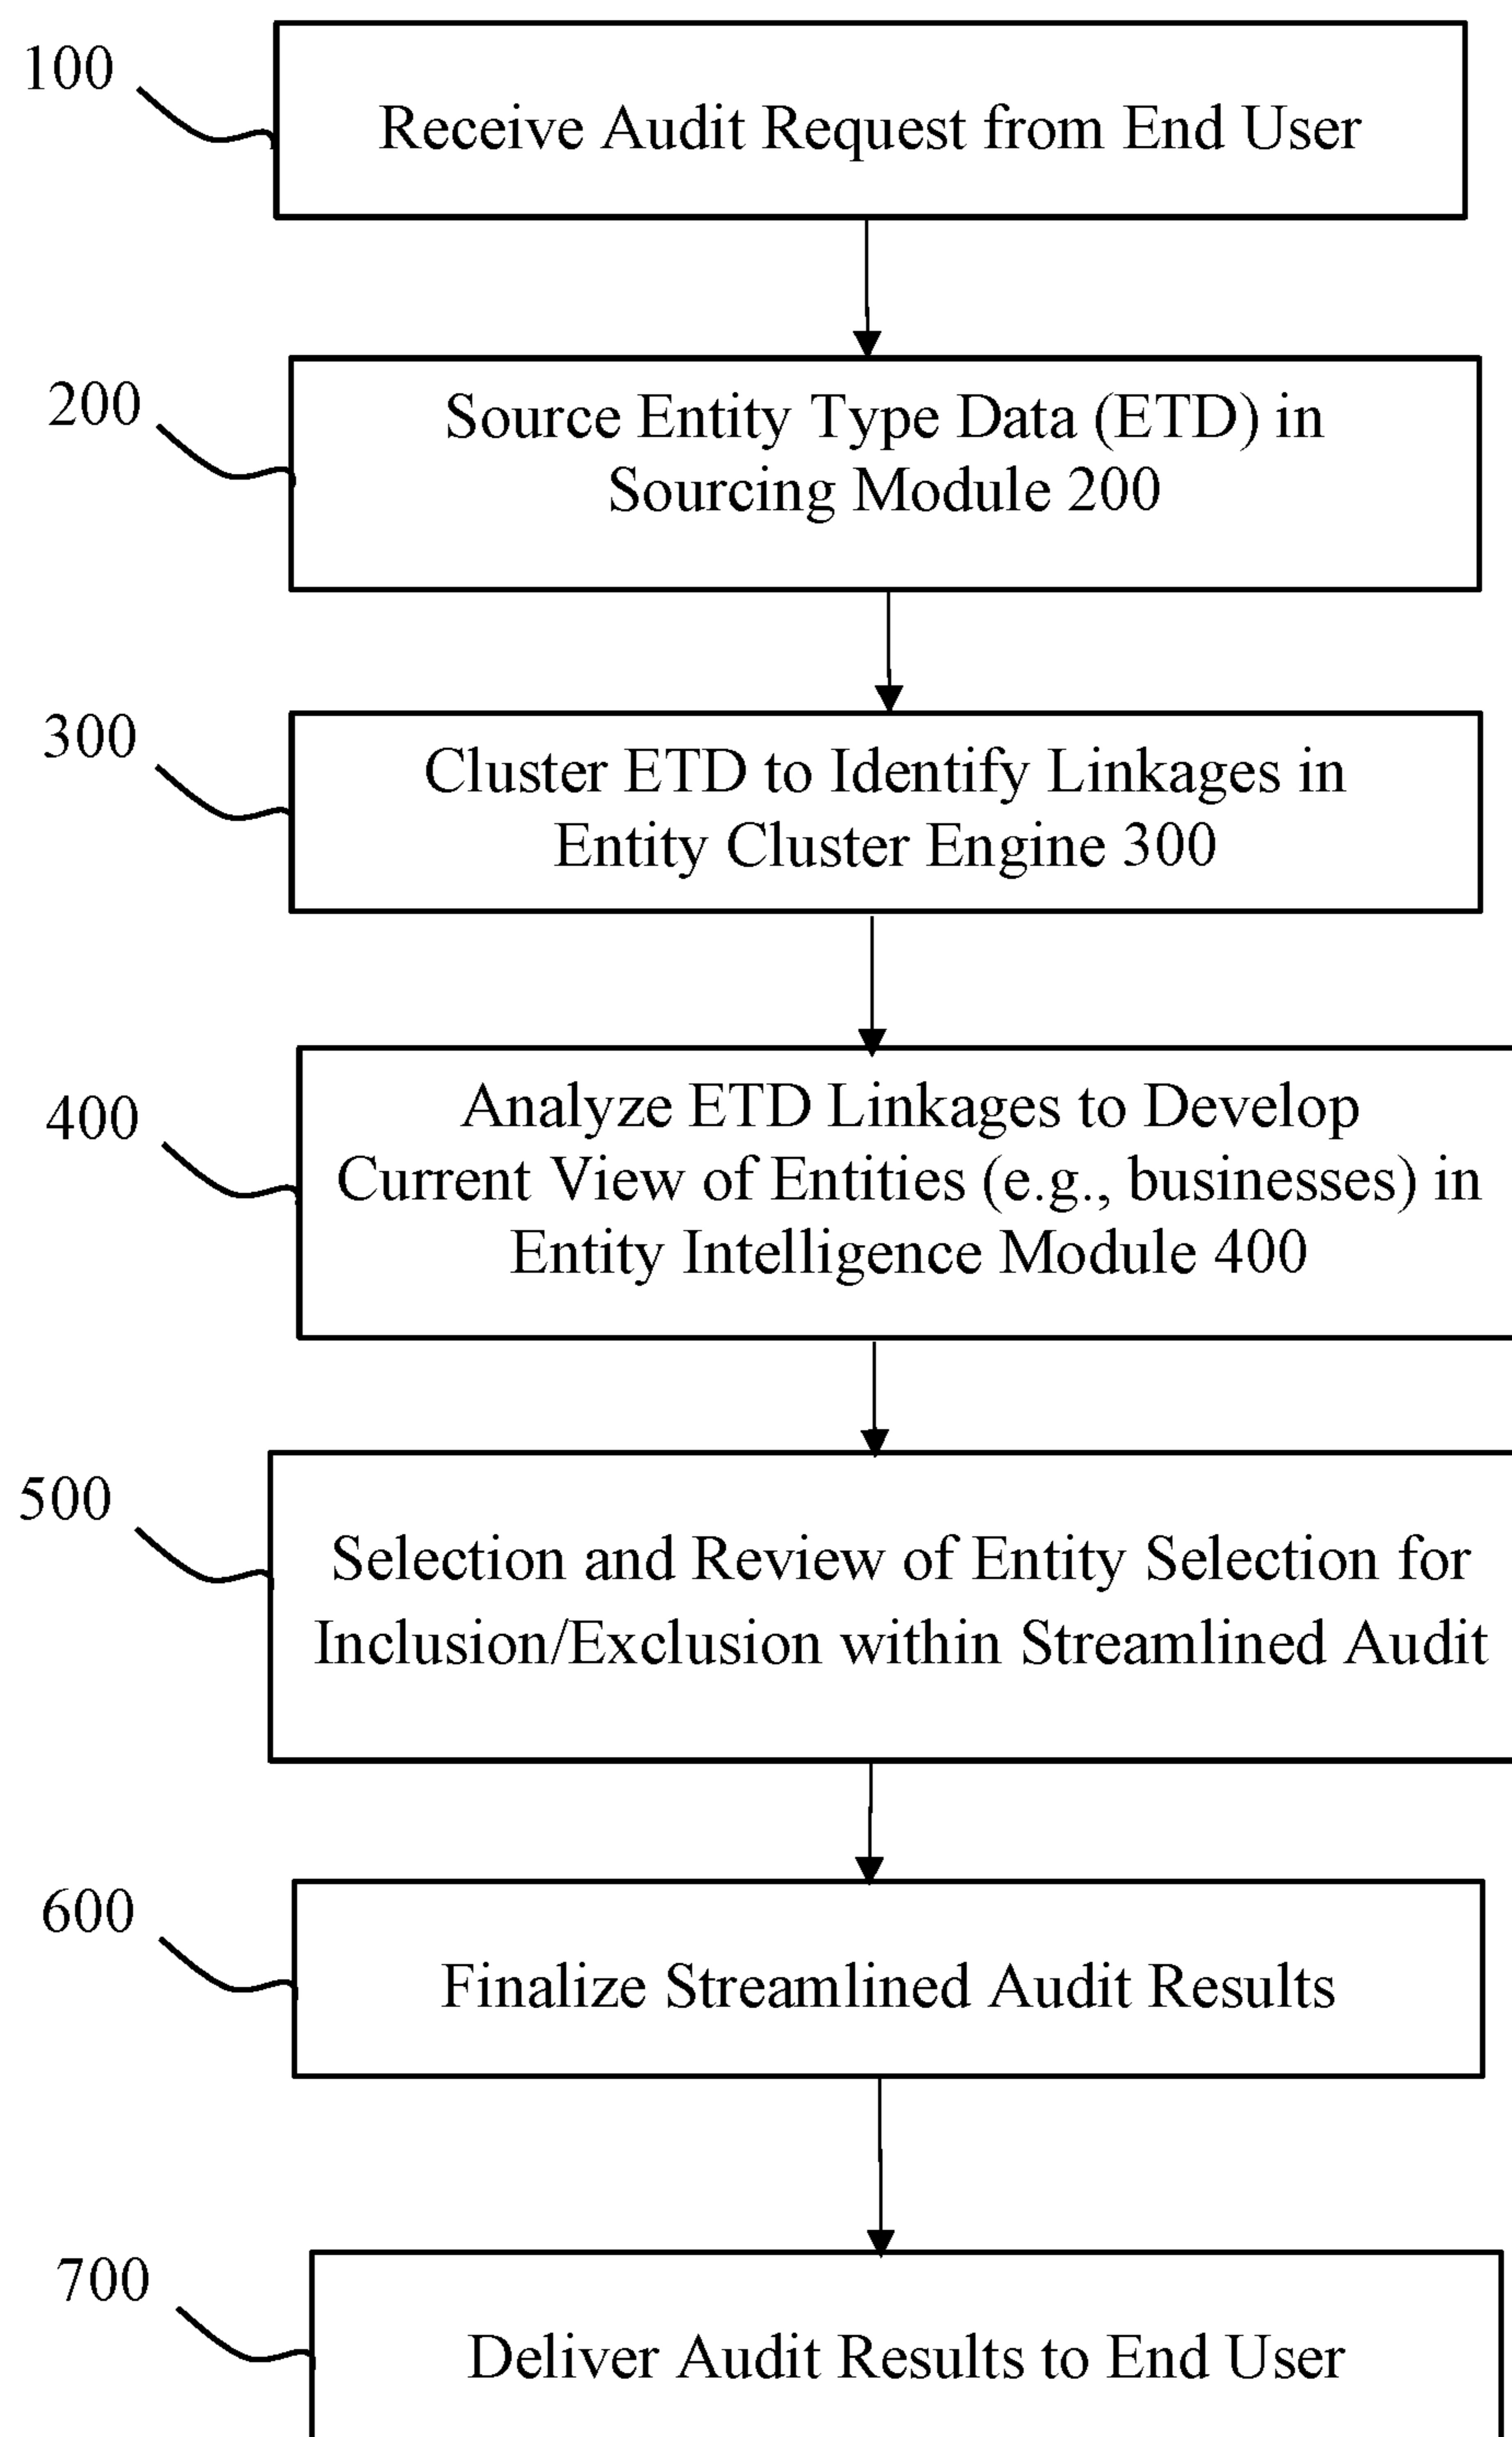 100
Receive Audit Request from End User
200
Source Entity Type Data (ETD) in
Sourcing Module 200
300
Cluster ETD to Identify Linkages in
Entity Cluster Engine 300
400
Analyze ETD Linkages to Develop
Current View of Entities (e.g., businesses) in
Entity Intelligence Module 400
500
Selection and Review of Entity Selection for
Inclusion/Exclusion within Streamlined Audit
600
Finalize Streamlined Audit Results
700
Deliver Audit Results to End User